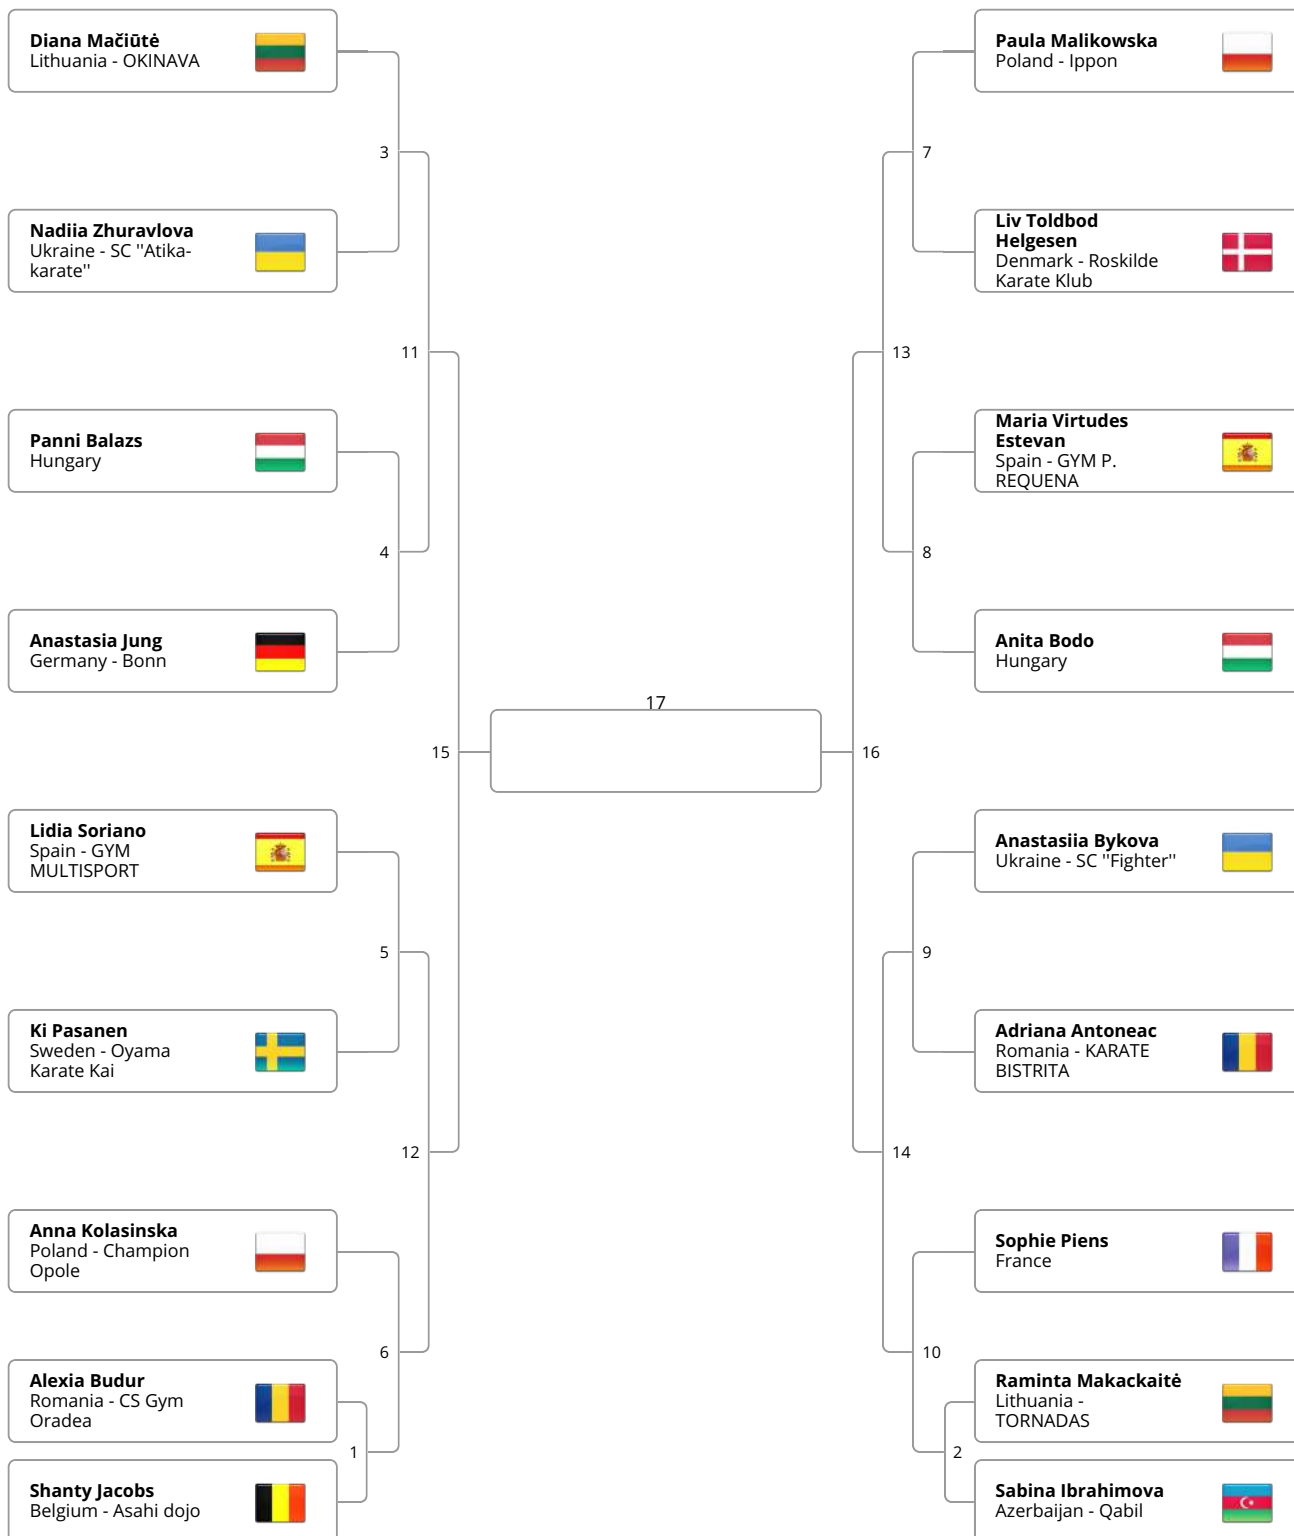 Diana Mačiūtė
Lithuania - OKINAVA
3
Nadiia Zhuravlova
Ukraine - SC "Atika-
karate"
11
Panni Balazs
Hungary
4
Anastasia Jung
Germany - Bonn
15
Lidia Soriano
Spain - GYM
MULTISPORT
5
Ki Pasanen
Sweden - Oyama
Karate Kai
12
Anna Kolasinska
Poland - Champion
Opole
6
Alexia Budur
Romania - CS Gym
Oradea
1
Shanty Jacobs
Belgium - Asahi dojo
17
Paula Malikowska
Poland - Ippon
7
Liv Toldbod
Helgesen
Denmark - Roskilde
Karate Klub
13
Maria Virtudes
Estevan
Spain - GYM P.
REQUENA
8
Anita Bodo
Hungary
16
Anastasiia Bykova
Ukraine - SC "Fighter"
9
Adriana Antoneac
Romania - KARATE
BISTRITA
14
Sophie Piens
France
10
Raminta Makackaitė
Lithuania -
TORNADAS
2
Sabina Ibrahimova
Azerbaijan - Qabil